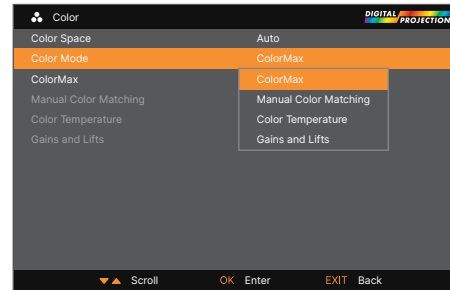 Color
DIGITAL PROJECTION
Color Space Auto
Color Mode ColorMax
ColorMax ColorMax
Manual Color Matching Manual Color Matching
Color Temperature Color Temperature
Gains and Lifts Gains and Lifts
Scroll OK Enter EXIT Back